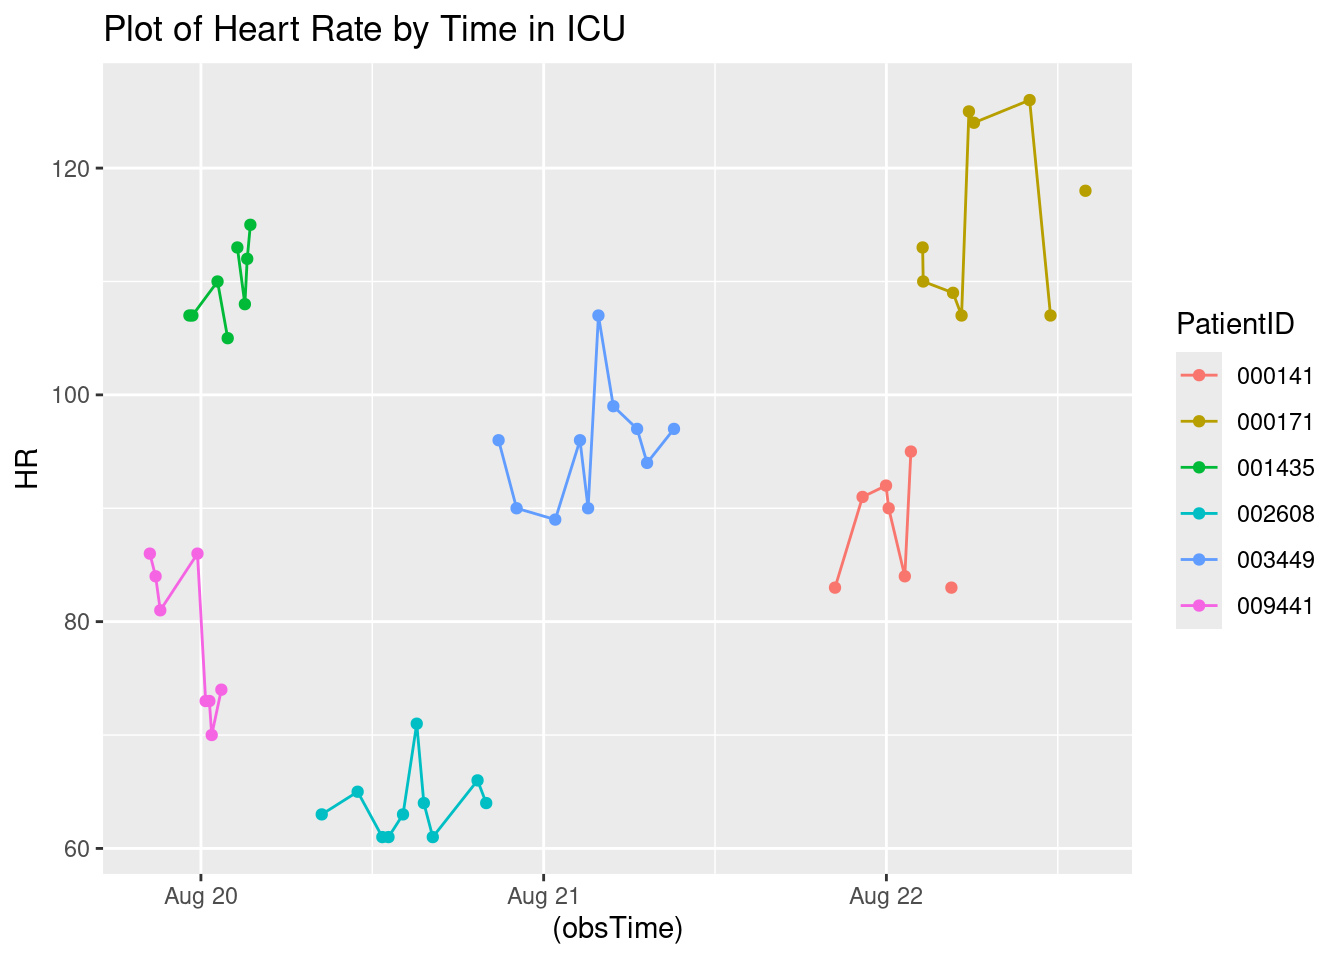 Plot of Heart Rate by Time in ICU
120
100
80
60
HR
Aug 20
Aug 21
Aug 22
(obsTime)
PatientID
000141
000171
001435
002608
003449
009441